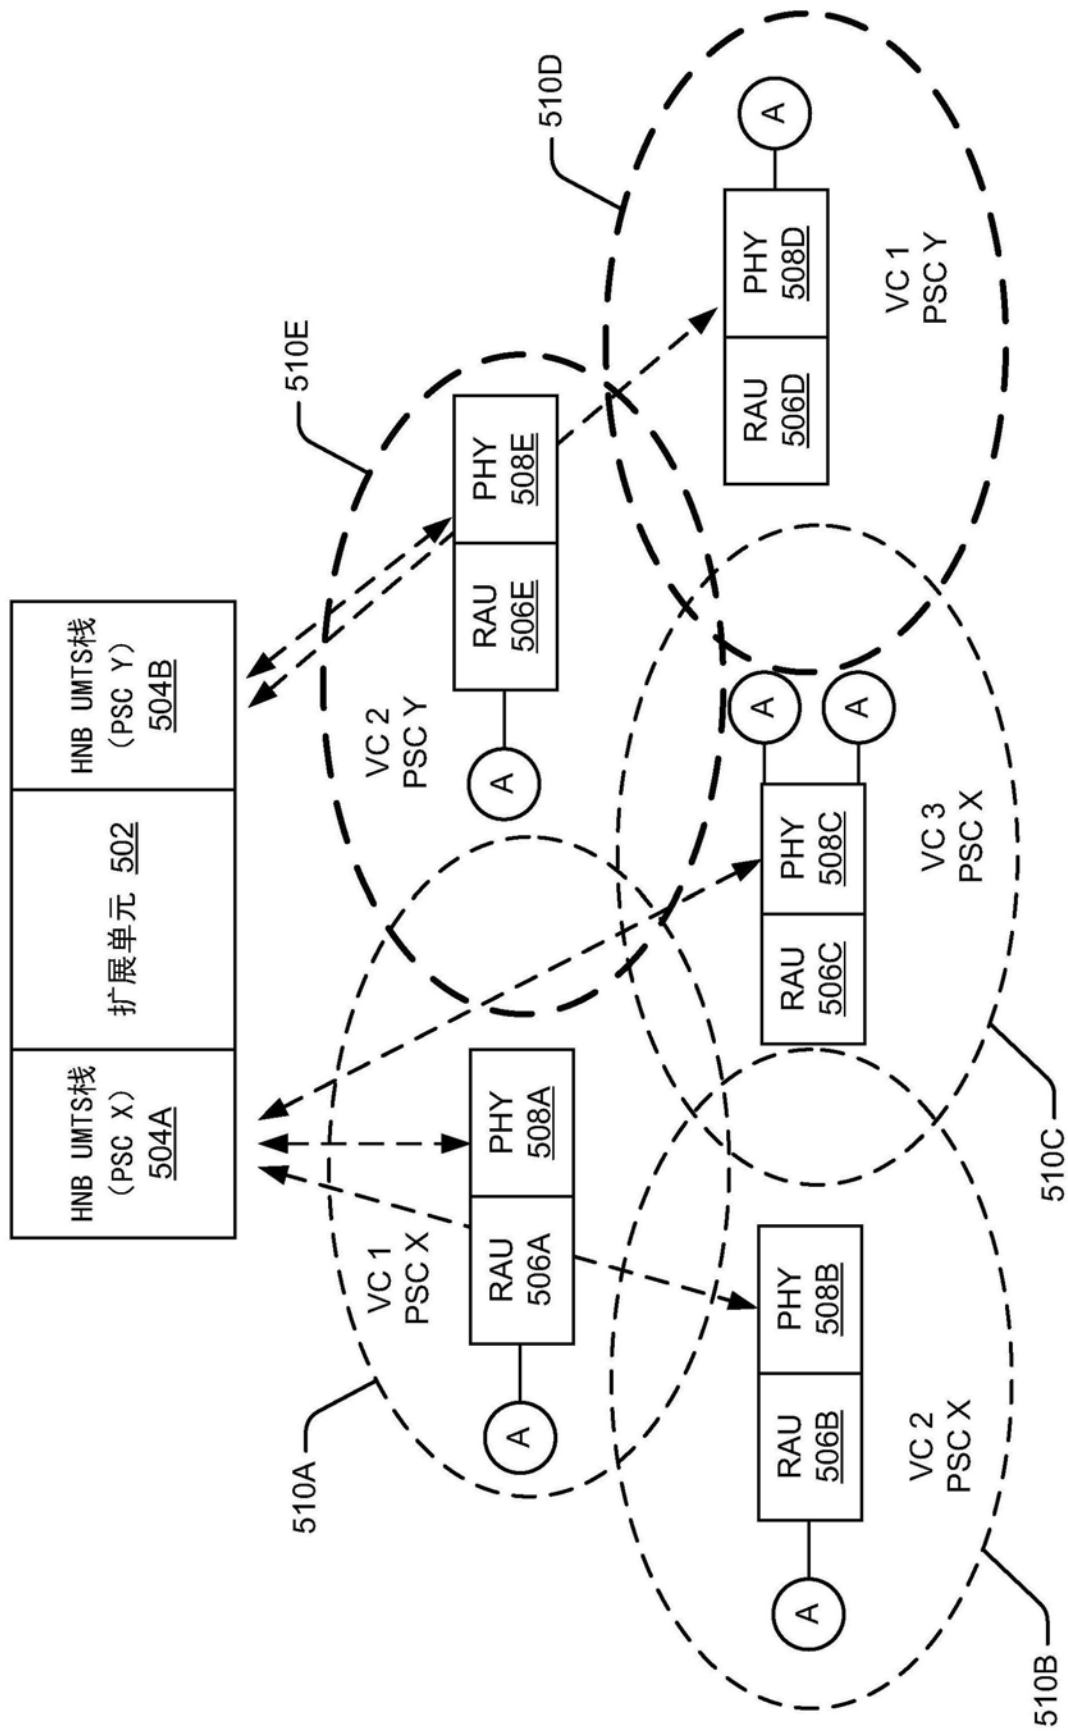 HNB UMTS栈
(PSC X)
504A
扩展单元 502
HNB UMTS栈
(PSC Y)
504B
510A
VC 1
PSC X
A
RAU
506A
PHY
508A
510E
VC 2
PSC Y
A
RAU
506E
PHY
508E
510D
510B
A
RAU
506B
PHY
508B
VC 2
PSC X
510C
RAU
506C
PHY
508C
A
A
VC 3
PSC X
RAU
506D
PHY
508D
A
VC 1
PSC Y